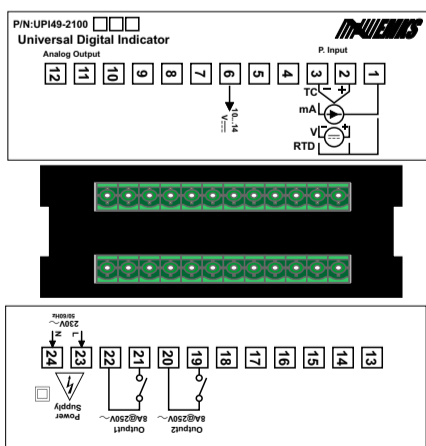 P/N:UPI49-2100
Universal Digital Indicator
Analog Output
P. Input
12 11 10 9 8 7 6 5 4 3 2 1
TC - +
mA
10..14
V
V - +
RTD
230V~
50/60Hz
N L
24 23 22 21 20 19 18 17 16 15 14 13
Power
Supply
8A@250V~
Output1
8A@250V~
Output2